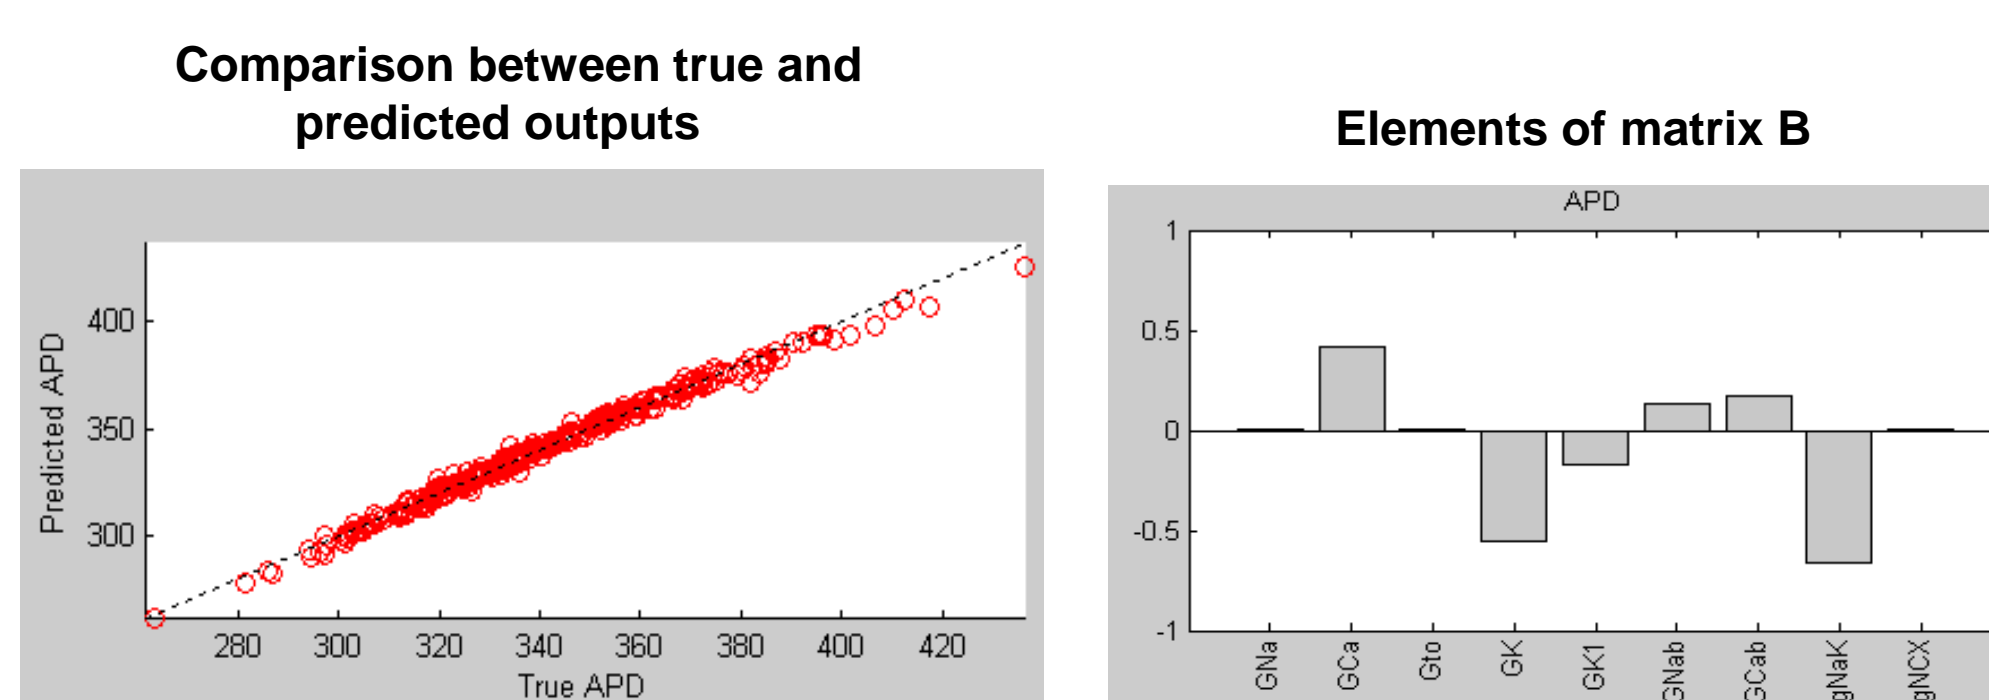 Comparison between true and
predicted outputs
Predicted APD
400
350
300
280 300 320 340 360 380 400 420
True APD
Elements of matrix B
APD
1
0.5
0
-0.5
-1
GNa GCa Gto GK GK1 GNab GCab gNaK gNCX